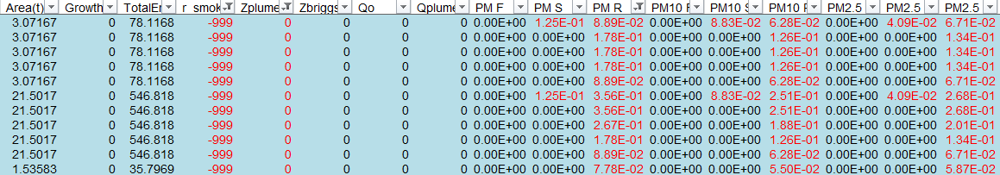 Area(t) Growth TotalEn r_smok Zplume Zbriggs Qo Qplume PM F PM S PM R PM10 F PM10 S PM10 F PM2.5 PM2.5 PM2.5
3.07167 0 78.1168 -999 0 0 0 0 0.00E+00 1.25E-01 8.89E-02 0.00E+00 8.83E-02 6.28E-02 0.00E+00 4.09E-02 6.71E-02
3.07167 0 78.1168 -999 0 0 0 0 0.00E+00 0.00E+00 1.78E-01 0.00E+00 0.00E+00 1.26E-01 0.00E+00 0.00E+00 1.34E-01
3.07167 0 78.1168 -999 0 0 0 0 0.00E+00 0.00E+00 1.78E-01 0.00E+00 0.00E+00 1.26E-01 0.00E+00 0.00E+00 1.34E-01
3.07167 0 78.1168 -999 0 0 0 0 0.00E+00 0.00E+00 1.78E-01 0.00E+00 0.00E+00 1.26E-01 0.00E+00 0.00E+00 1.34E-01
3.07167 0 78.1168 -999 0 0 0 0 0.00E+00 0.00E+00 8.89E-02 0.00E+00 0.00E+00 6.28E-02 0.00E+00 0.00E+00 6.71E-02
21.5017 0 546.818 -999 0 0 0 0 0.00E+00 1.25E-01 3.56E-01 0.00E+00 8.83E-02 2.51E-01 0.00E+00 4.09E-02 2.68E-01
21.5017 0 546.818 -999 0 0 0 0 0.00E+00 0.00E+00 3.56E-01 0.00E+00 0.00E+00 2.51E-01 0.00E+00 0.00E+00 2.68E-01
21.5017 0 546.818 -999 0 0 0 0 0.00E+00 0.00E+00 2.67E-01 0.00E+00 0.00E+00 1.88E-01 0.00E+00 0.00E+00 2.01E-01
21.5017 0 546.818 -999 0 0 0 0 0.00E+00 0.00E+00 1.78E-01 0.00E+00 0.00E+00 1.26E-01 0.00E+00 0.00E+00 1.34E-01
21.5017 0 546.818 -999 0 0 0 0 0.00E+00 0.00E+00 8.89E-02 0.00E+00 0.00E+00 6.28E-02 0.00E+00 0.00E+00 6.71E-02
1.53583 0 35.7969 -999 0 0 0 0 0.00E+00 0.00E+00 7.78E-02 0.00E+00 0.00E+00 5.50E-02 0.00E+00 0.00E+00 5.87E-02